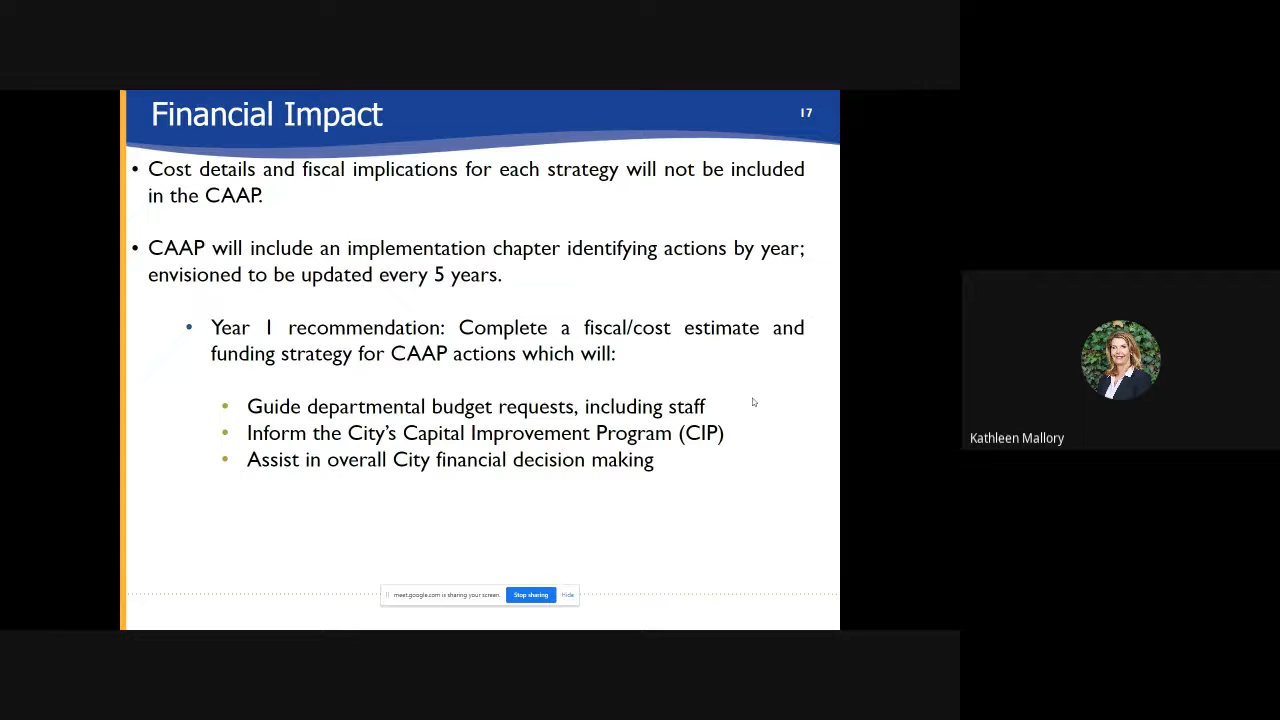 Financial Impact
17
• Cost details and fiscal implications for each strategy will not be included
in the CAAP.
• CAAP will include an implementation chapter identifying actions by year;
envisioned to be updated every 5 years.
• Year 1 recommendation: Complete a fiscal/cost estimate and
funding strategy for CAAP actions which will:
• Guide departmental budget requests, including staff
• Inform the City's Capital Improvement Program (CIP)
• Assist in overall City financial decision making
meet.google.com is sharing your screen.
Stop sharing
Hide
Kathleen Mallory